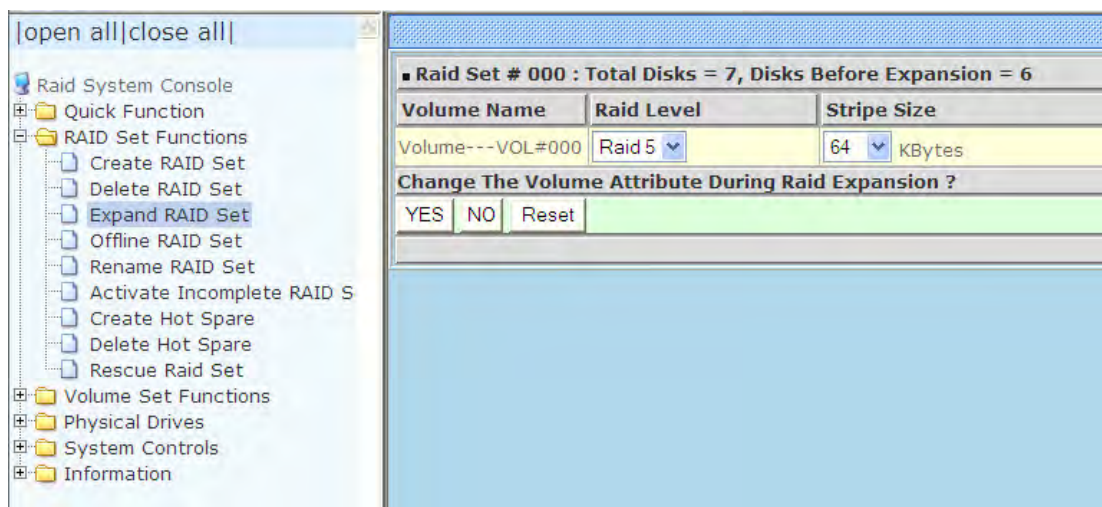 |open all|close all|
Raid System Console
Quick Function
RAID Set Functions
Create RAID Set
Delete RAID Set
Expand RAID Set
Offline RAID Set
Rename RAID Set
Activate Incomplete RAID S
Create Hot Spare
Delete Hot Spare
Rescue Raid Set
Volume Set Functions
Physical Drives
System Controls
Information
▪ Raid Set # 000 : Total Disks = 7, Disks Before Expansion = 6
Volume Name Raid Level Stripe Size
Volume---VOL#000 Raid 5 64 KBytes
Change The Volume Attribute During Raid Expansion ?
YES NO Reset